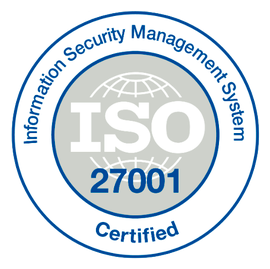 Information Security Management System
ISO
27001
Certified